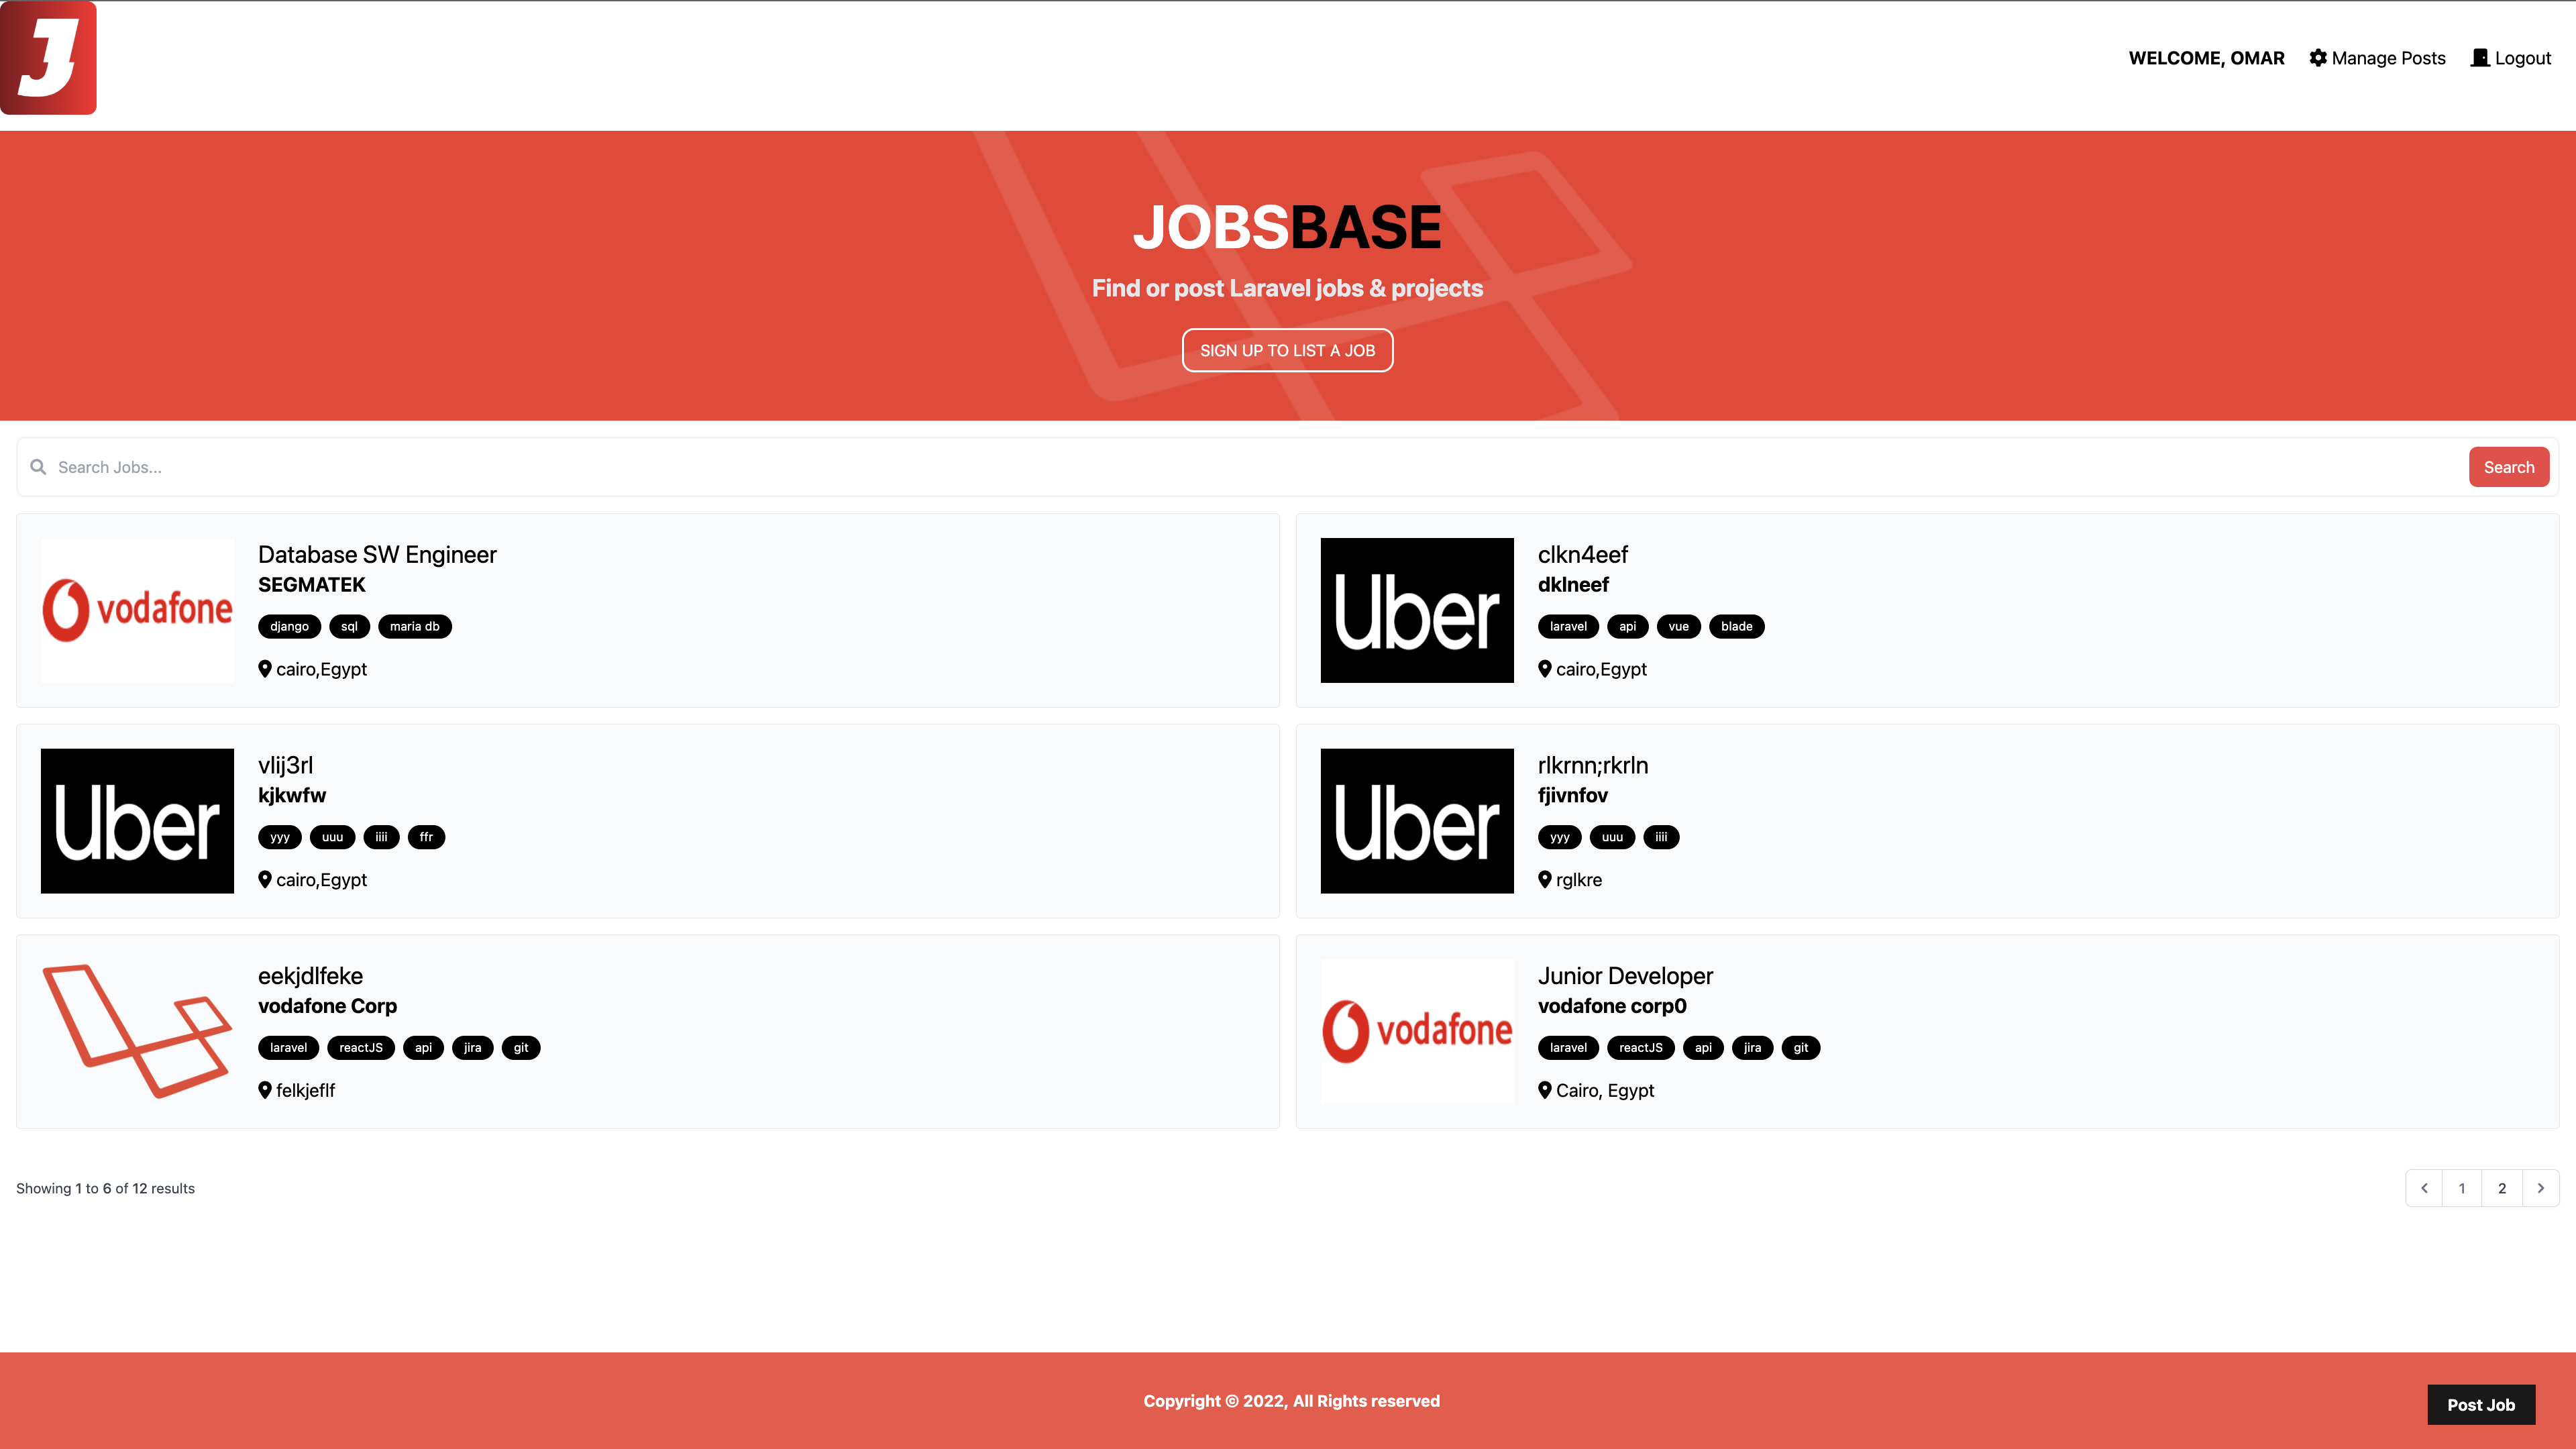 J
WELCOME, OMAR Manage Posts Logout
JOBSBASE
Find or post Laravel jobs & projects
SIGN UP TO LIST A JOB
Search Jobs...
Search
vodafone
Database SW Engineer
SEGMATEK
django sql maria db
cairo,Egypt
Uber
clkn4eef
dklneef
laravel api vue blade
cairo,Egypt
Uber
vlij3rl
kjkwfw
yyy uuu iiii ffr
cairo,Egypt
Uber
rlkrnn;rkrln
fjivnfov
yyy uuu iiii
rglkre
eekjdlfeke
vodafone Corp
laravel reactJS api jira git
felkjeflf
vodafone
Junior Developer
vodafone corp0
laravel reactJS api jira git
Cairo, Egypt
Showing 1 to 6 of 12 results
1 2
Copyright © 2022, All Rights reserved
Post Job